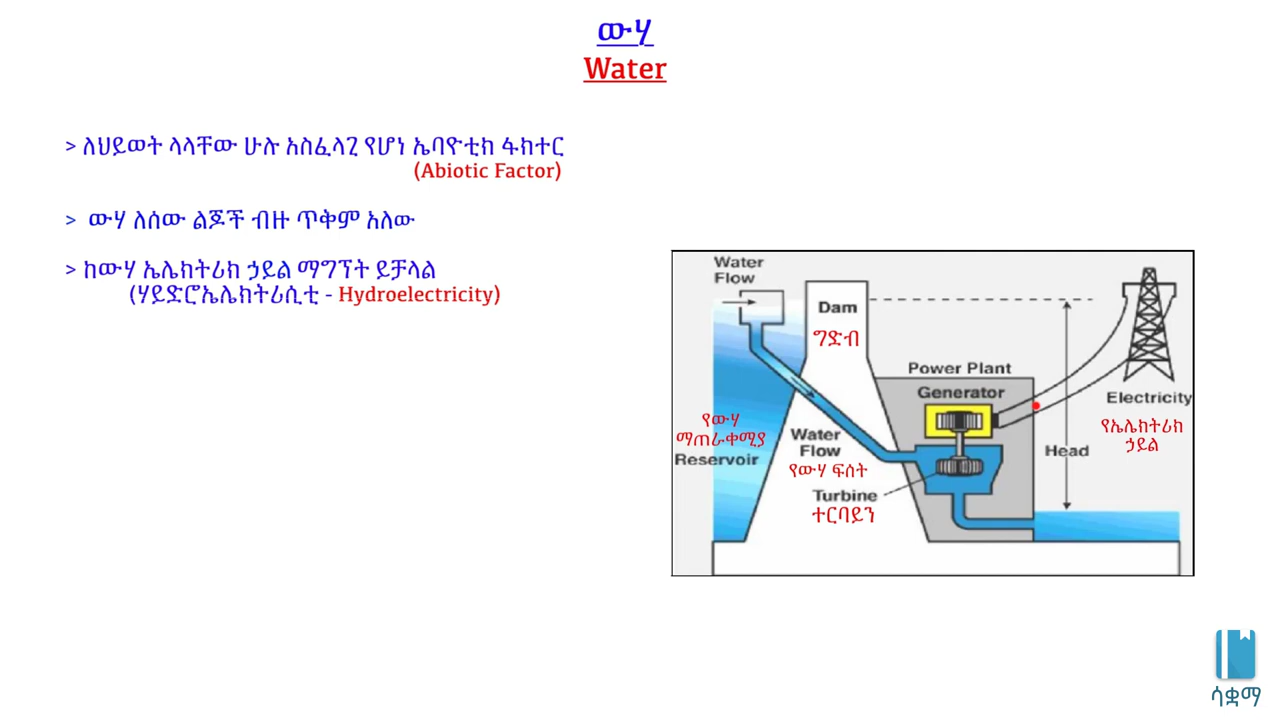 ውሃ
Water
> ለህይወት ላላቸው ሁሉ አስፈላጊ የሆነ ኤባዮቲክ ፋክተር
(Abiotic Factor)
> ውሃ ለሰው ልጆች ብዙ ጥቅም አለው
> ከውሃ ኤሌክትሪክ ኃይል ማግኘት ይቻላል
(ሃይድሮኤሌክትሪሲቲ - Hydroelectricity)
Water
Flow
Dam
ግድብ
Power Plant
Generator
Electricity
የኤሌክትሪክ
ኃይል
የውሃ
ማጠራቀሚያ
Reservoir
Water
Flow
የውሃ ፍሰት
Head
Turbine
ተርባይን
ሳቋማ